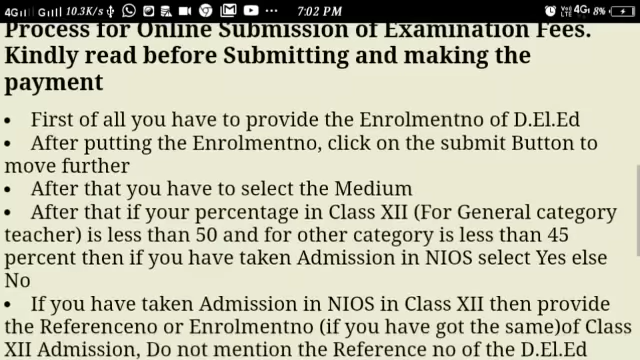 4G 10.3K/s 7:02 PM VoLTE 4G 8%
Process for Online Submission of Examination Fees.
Kindly read before Submitting and making the
payment
• First of all you have to provide the Enrolmentno of D.El.Ed
• After putting the Enrolmentno, click on the submit Button to
move further
• After that you have to select the Medium
• After that if your percentage in Class XII (For General category
teacher) is less than 50 and for other category is less than 45
percent then if you have taken Admission in NIOS select Yes else
No
• If you have taken Admission in NIOS in Class XII then provide
the Referenceno or Enrolmentno (if you have got the same)of Class
XII Admission, Do not mention the Reference no of the D.El.Ed